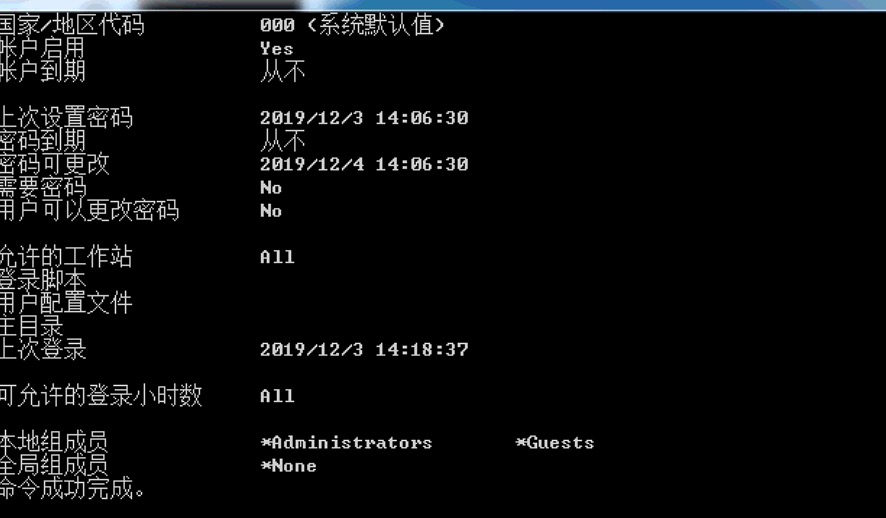 国家/地区代码 000 (系统默认值)
帐户启用 Yes
帐户到期 从不
上次设置密码 2019/12/3 14:06:30
密码到期 从不
密码可更改 2019/12/4 14:06:30
需要密码 No
用户可以更改密码 No
允许的工作站 All
登录脚本
用户配置文件
主目录
上次登录 2019/12/3 14:18:37
可允许的登录小时数 All
本地组成员 *Administrators *Guests
全局组成员 *None
命令成功完成。